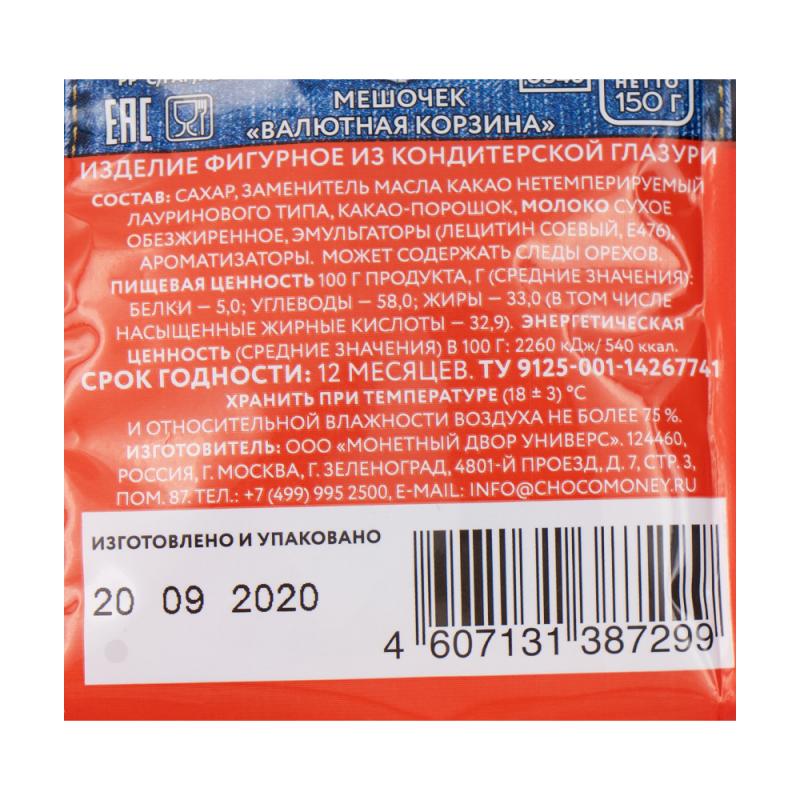 НЕТТО
МЕШОЧЕК
150 Г
EAC
«ВАЛЮТНАЯ КОРЗИНА»
ИЗДЕЛИЕ ФИГУРНОЕ ИЗ КОНДИТЕРСКОЙ ГЛАЗУРИ
СОСТАВ: САХАР, ЗАМЕНИТЕЛЬ МАСЛА КАКАО НЕТЕМПЕРИРУЕМЫЙ
ЛАУРИНОВОГО ТИПА, КАКАО-ПОРОШОК, МОЛОКО СУХОЕ
ОБЕЗЖИРЕННОЕ, ЭМУЛЬГАТОРЫ (ЛЕЦИТИН СОЕВЫЙ, Е476),
АРОМАТИЗАТОРЫ. МОЖЕТ СОДЕРЖАТЬ СЛЕДЫ ОРЕХОВ.
ПИЩЕВАЯ ЦЕННОСТЬ 100 Г ПРОДУКТА, Г (СРЕДНИЕ ЗНАЧЕНИЯ):
БЕЛКИ – 5,0; УГЛЕВОДЫ – 58,0; ЖИРЫ – 33,0 (В ТОМ ЧИСЛЕ
НАСЫЩЕННЫЕ ЖИРНЫЕ КИСЛОТЫ – 32,9). ЭНЕРГЕТИЧЕСКАЯ
ЦЕННОСТЬ (СРЕДНИЕ ЗНАЧЕНИЯ) В 100 Г: 2260 кДж/ 540 ккал.
СРОК ГОДНОСТИ: 12 МЕСЯЦЕВ. ТУ 9125-001-14267741
ХРАНИТЬ ПРИ ТЕМПЕРАТУРЕ (18 ± 3) °С
И ОТНОСИТЕЛЬНОЙ ВЛАЖНОСТИ ВОЗДУХА НЕ БОЛЕЕ 75 %.
ИЗГОТОВИТЕЛЬ: ООО «МОНЕТНЫЙ ДВОР УНИВЕРС». 124460,
РОССИЯ, Г. МОСКВА, Г. ЗЕЛЕНОГРАД, 4801-Й ПРОЕЗД, Д. 7, СТР. 3,
ПОМ. 87. ТЕЛ.: +7 (499) 995 2500, E-MAIL: INFO@CHOCOMONEY.RU
ИЗГОТОВЛЕНО И УПАКОВАНО
20 09 2020
4 607131 387299